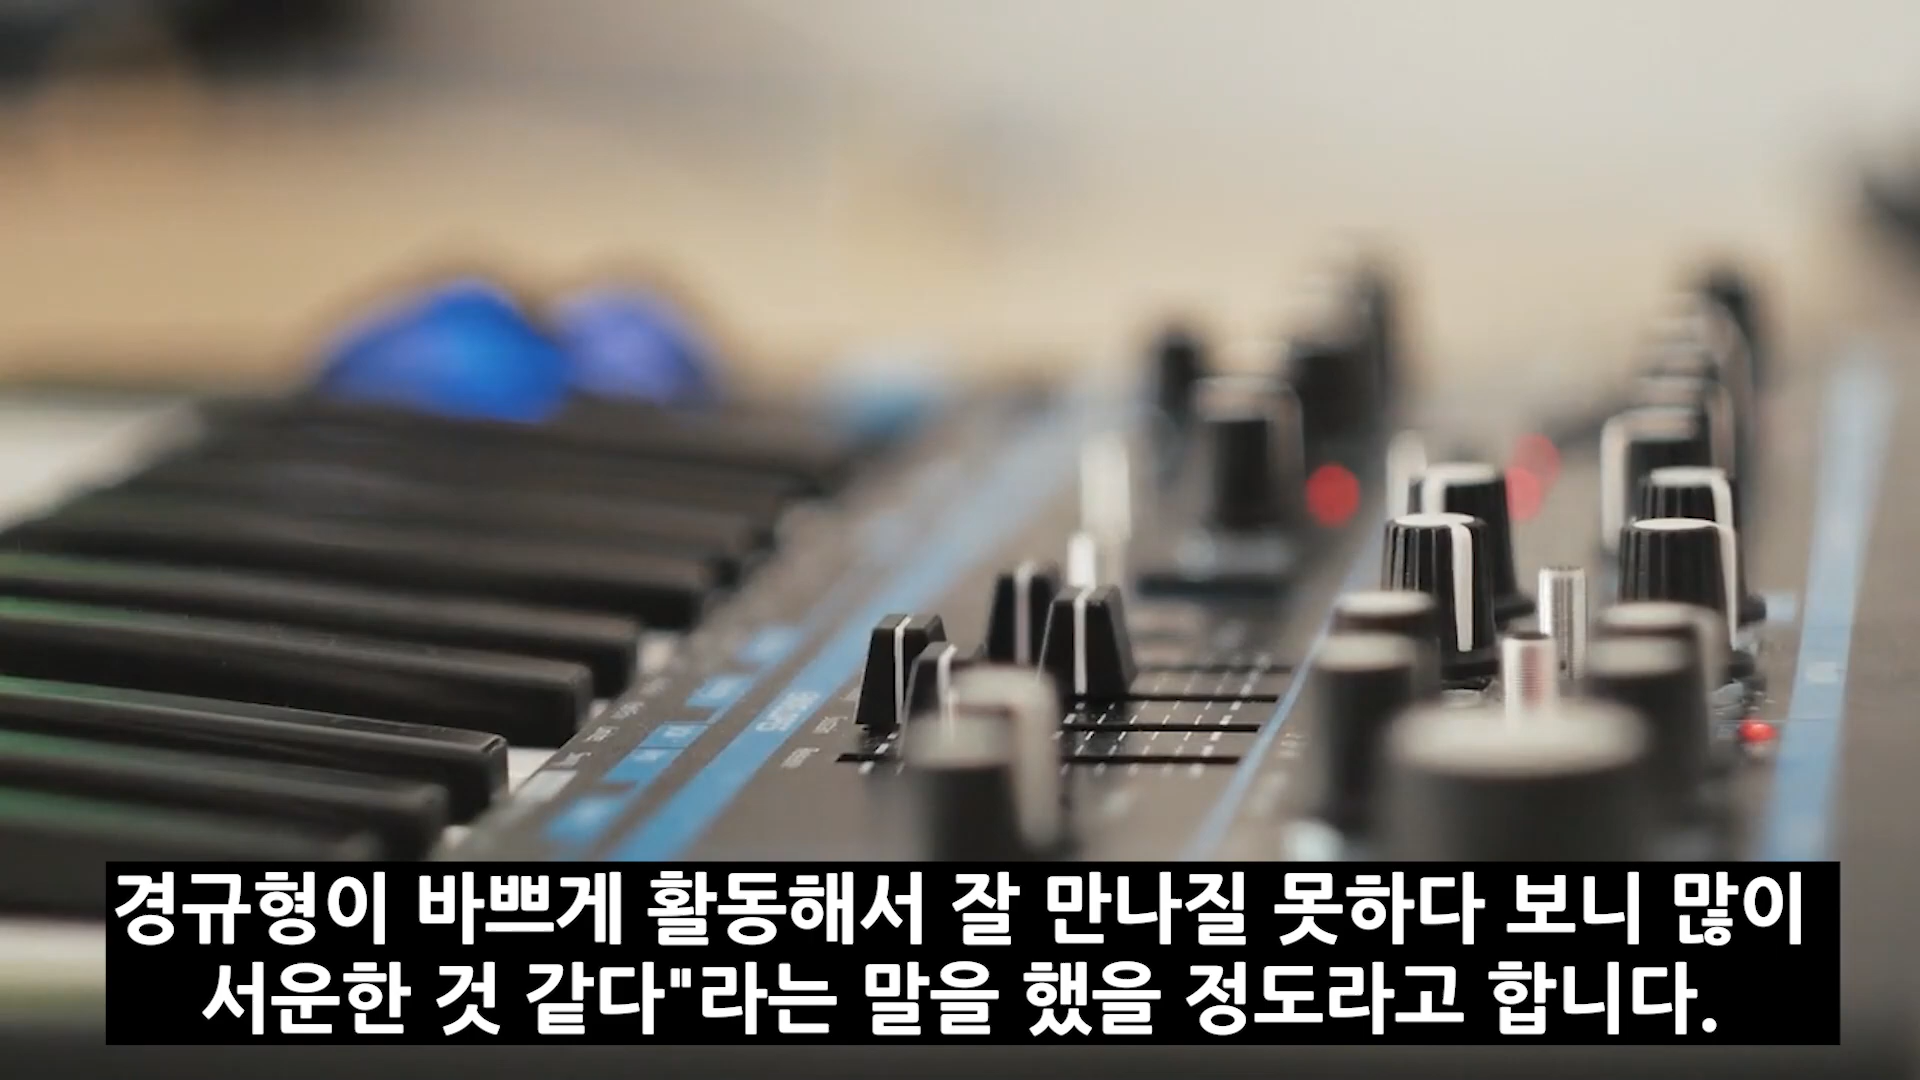 경규형이 바쁘게 활동해서 잘 만나질 못하다 보니 많이
서운한 것 같다"라는 말을 했을 정도라고 합니다.